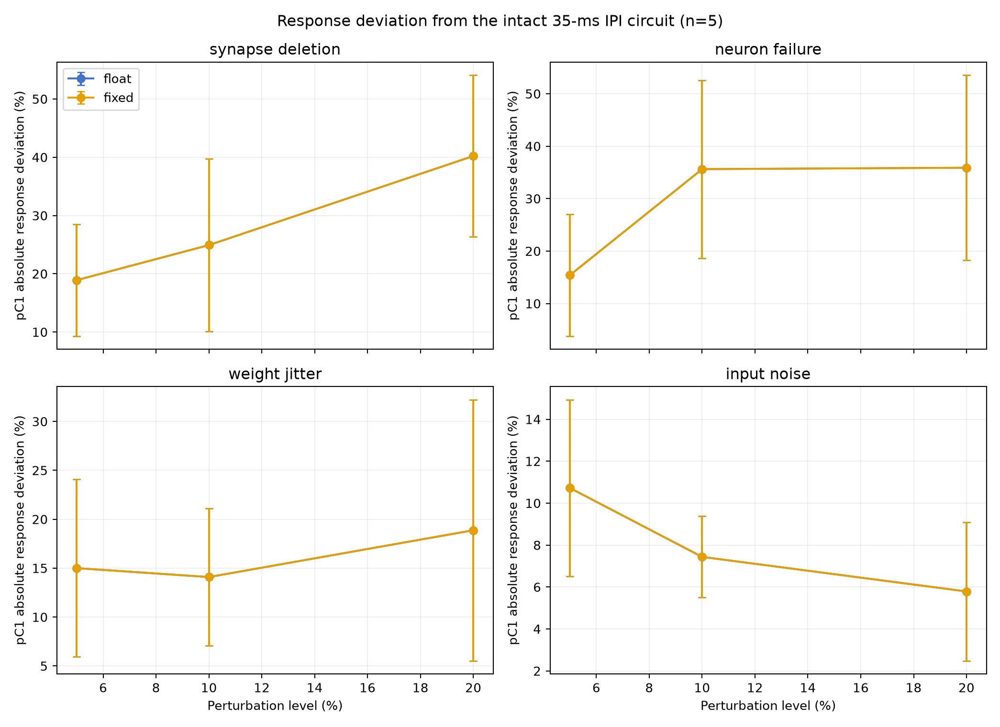 Response deviation from the intact 35-ms IPI circuit (n=5)
synapse deletion
float
fixed
pC1 absolute response deviation (%)
50
40
30
20
10
neuron failure
pC1 absolute response deviation (%)
50
40
30
20
10
weight jitter
pC1 absolute response deviation (%)
30
25
20
15
10
5
6 8 10 12 14 16 18 20
Perturbation level (%)
input noise
pC1 absolute response deviation (%)
14
12
10
8
6
4
2
6 8 10 12 14 16 18 20
Perturbation level (%)